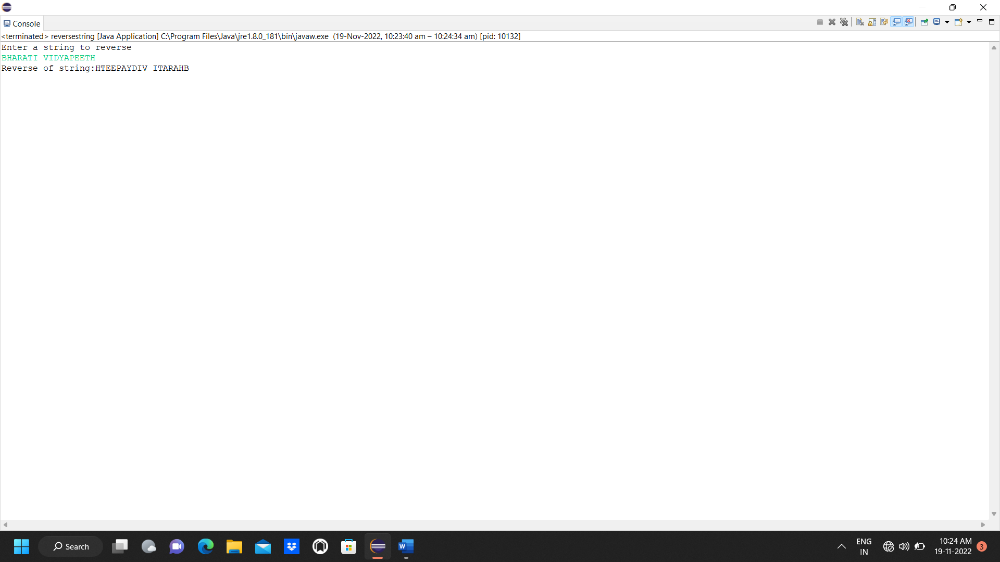 Console
<terminated> reversestring [Java Application] C:\Program Files\Java\jre1.8.0_181\bin\javaw.exe (19-Nov-2022, 10:23:40 am – 10:24:34 am) [pid: 10132]
Enter a string to reverse
BHARATI VIDYAPEETH
Reverse of string:HTEEPAYDIV ITARAHB
Search
W
ENG
IN
10:24 AM
19-11-2022
3